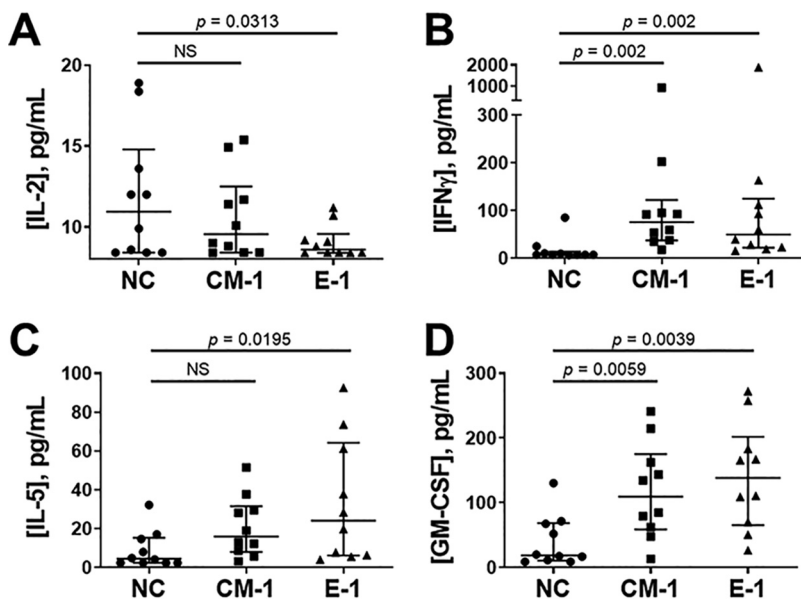 A
p = 0.0313
NS
[IL-2], pg/mL
20
15
10
NC CM-1 E-1
B
p = 0.002
p = 0.002
[IFNγ], pg/mL
2000
1000
300
200
100
0
NC CM-1 E-1
C
p = 0.0195
NS
[IL-5], pg/mL
100
80
60
40
20
0
NC CM-1 E-1
D
p = 0.0039
p = 0.0059
[GM-CSF], pg/mL
300
200
100
0
NC CM-1 E-1